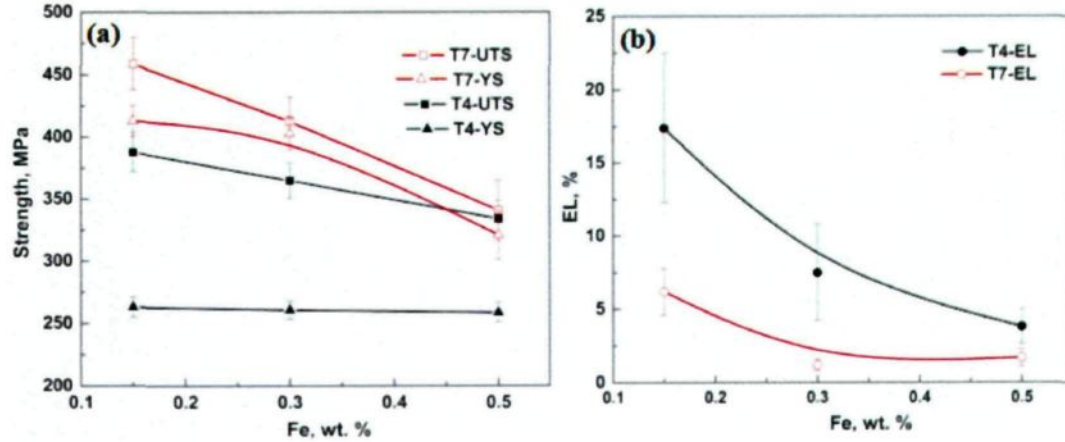 (a)
T7-UTS
T7-YS
T4-UTS
T4-YS
500
450
400
350
300
250
200
Strength, MPa
0.1
0.2
0.3
0.4
0.5
Fe, wt. %
(b)
T4-EL
T7-EL
25
20
15
10
5
0
EL, %
0.1
0.2
0.3
0.4
0.5
Fe, wt. %